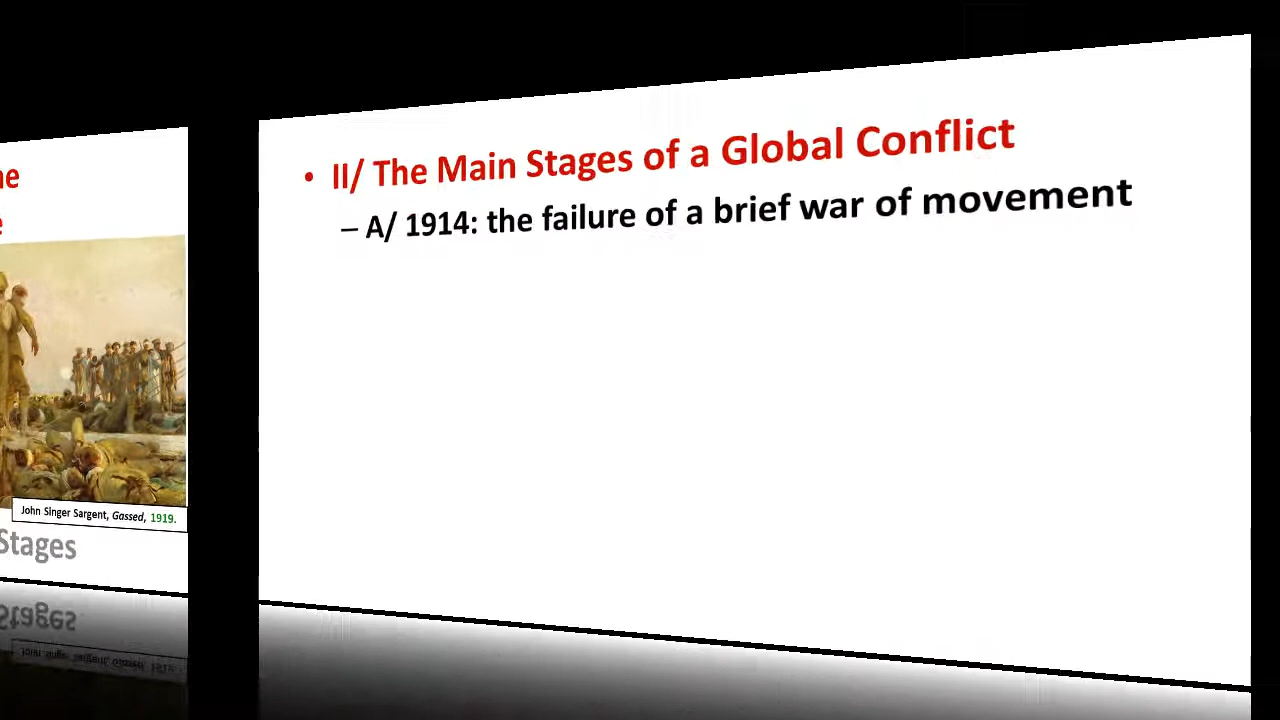 John Singer Sargent, Gassed, 1919.
Stages
• II/ The Main Stages of a Global Conflict
– A/ 1914: the failure of a brief war of movement